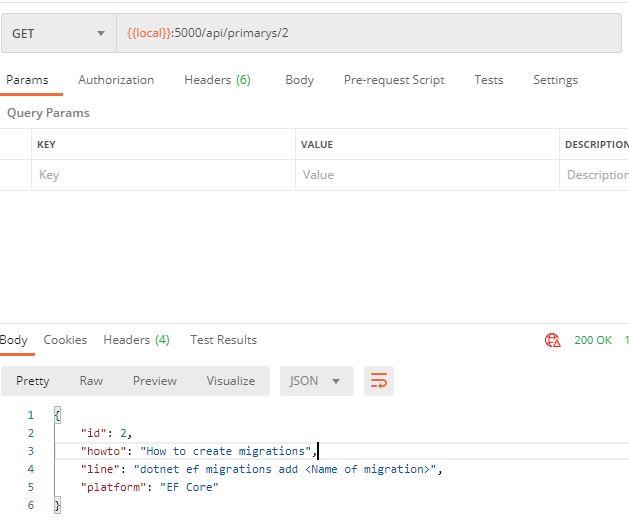 GET {{local}}:5000/api/primarys/2
Params Authorization Headers (6) Body Pre-request Script Tests Settings
Query Params
KEY VALUE DESCRIPTION
Key Value Description
Body Cookies Headers (4) Test Results 200 OK 1
Pretty Raw Preview Visualize JSON
1 {
2 "id": 2,
3 "howto": "How to create migrations",
4 "line": "dotnet ef migrations add <Name of migration>",
5 "platform": "EF Core"
6 }